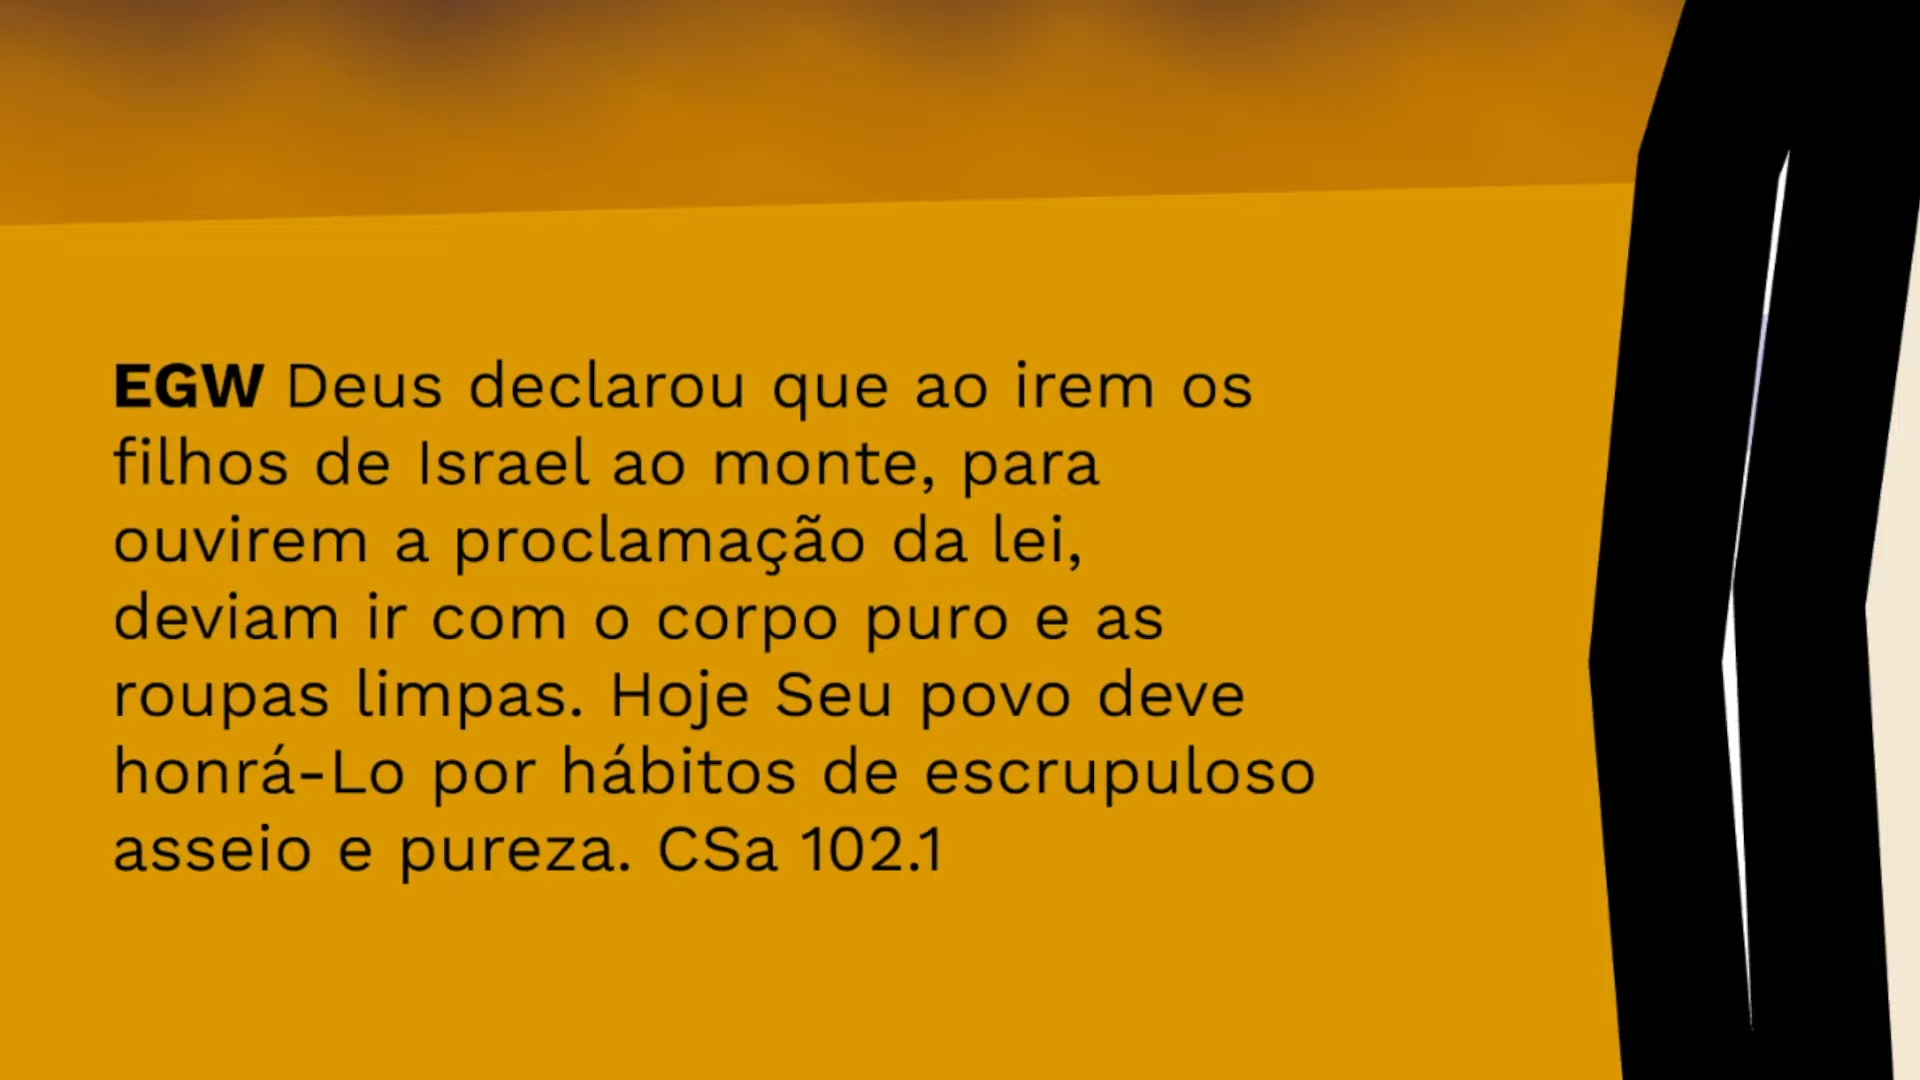 EGW Deus declarou que ao irem os
filhos de Israel ao monte, para
ouvirem a proclamação da lei,
deviam ir com o corpo puro e as
roupas limpas. Hoje Seu povo deve
honrá-Lo por hábitos de escrupuloso
asseio e pureza. CSa 102.1